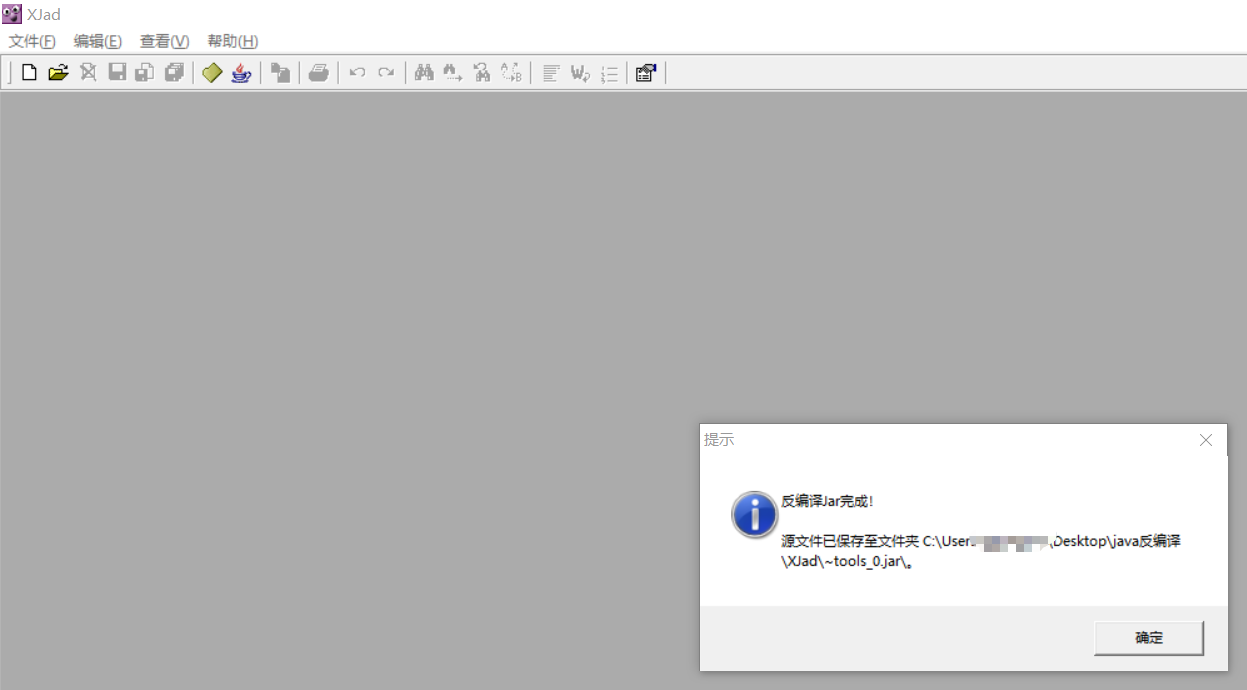 XJad
文件(F) 编辑(E) 查看(V) 帮助(H)
提示
反编译Jar完成!
源文件已保存至文件夹 C:\Users \Desktop\java反编译
\XJad\~tools_0.jar\。
确定